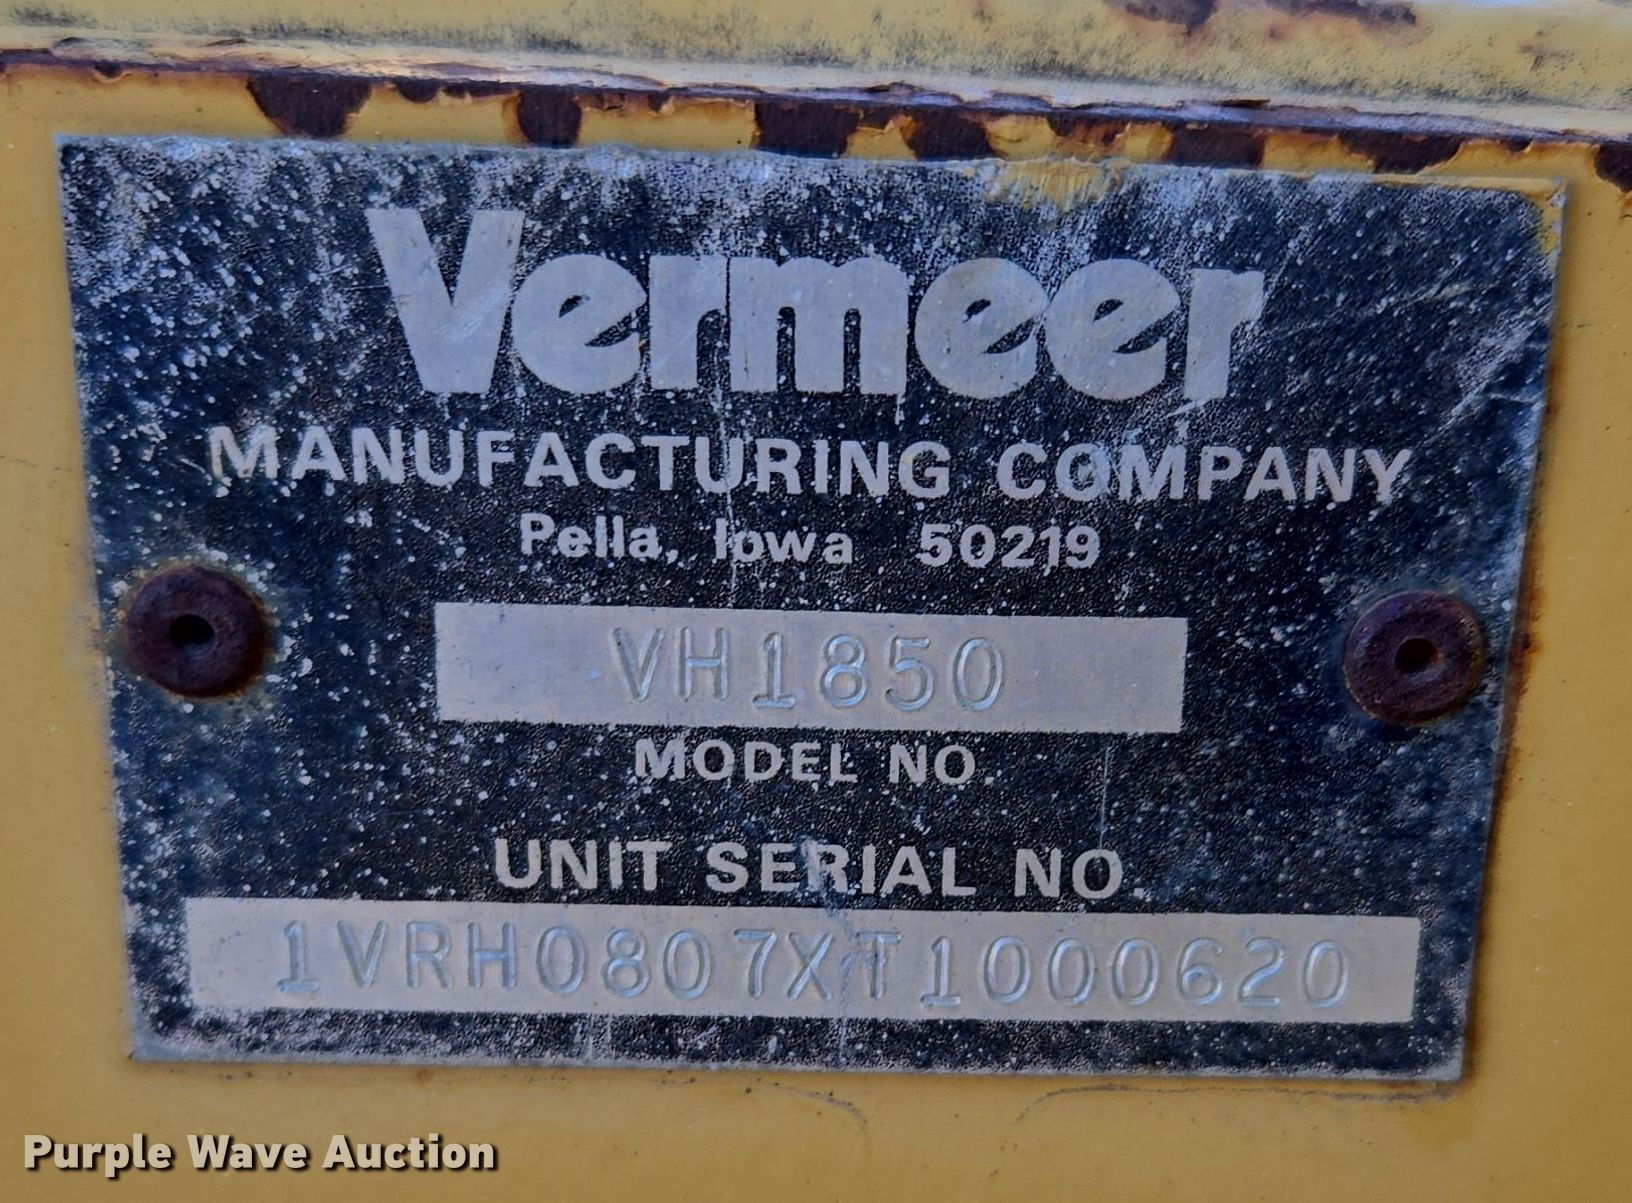 Vermeer
MANUFACTURING COMPANY
Pella, Iowa 50219
VH1850
MODEL NO.
UNIT SERIAL NO.
1VRH0807XT1000620
Purple Wave Auction